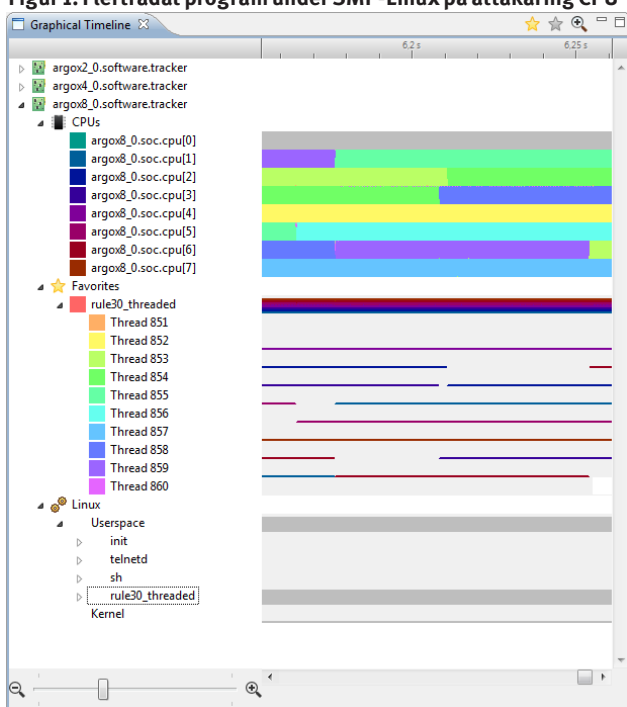 Figur 1. Flertrådat program under SMP-Linux på åttakärnig CPU
Graphical Timeline
6,2 s 6,25 s
argox2_0.software.tracker
argox4_0.software.tracker
argox8_0.software.tracker
CPUs
argox8_0.soc.cpu[0]
argox8_0.soc.cpu[1]
argox8_0.soc.cpu[2]
argox8_0.soc.cpu[3]
argox8_0.soc.cpu[4]
argox8_0.soc.cpu[5]
argox8_0.soc.cpu[6]
argox8_0.soc.cpu[7]
Favorites
rule30_threaded
Thread 851
Thread 852
Thread 853
Thread 854
Thread 855
Thread 856
Thread 857
Thread 858
Thread 859
Thread 860
Linux
Userspace
init
telnetd
sh
rule30_threaded
Kernel